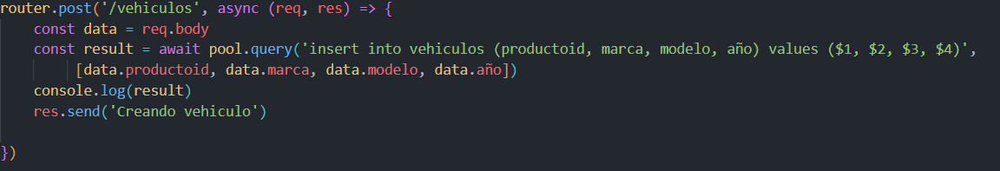 router.post('/vehiculos', async (req, res) => {
    const data = req.body
    const result = await pool.query('insert into vehiculos (productoid, marca, modelo, año) values ($1, $2, $3, $4)',
        [data.productoid, data.marca, data.modelo, data.año])
    console.log(result)
    res.send('Creando vehiculo')
})